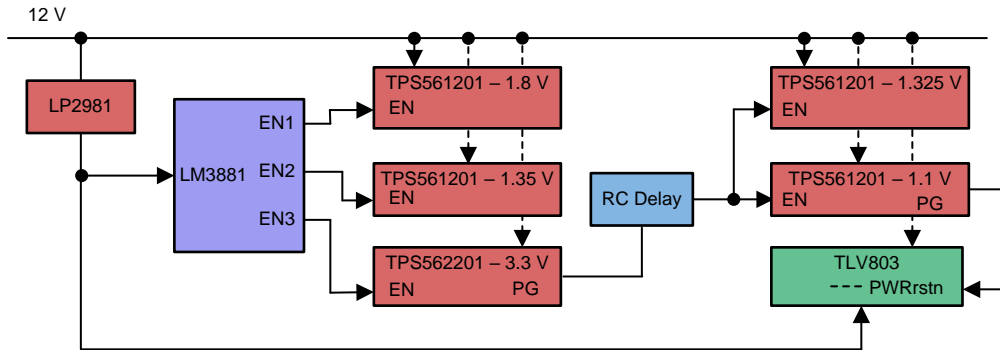 12 V
LP2981
LM3881
EN1
EN2
EN3
TPS561201 – 1.8 V
EN
TPS561201 – 1.35 V
EN
TPS562201 – 3.3 V
EN PG
RC Delay
TPS561201 – 1.325 V
EN
TPS561201 – 1.1 V
EN PG
TLV803
PWRrstn